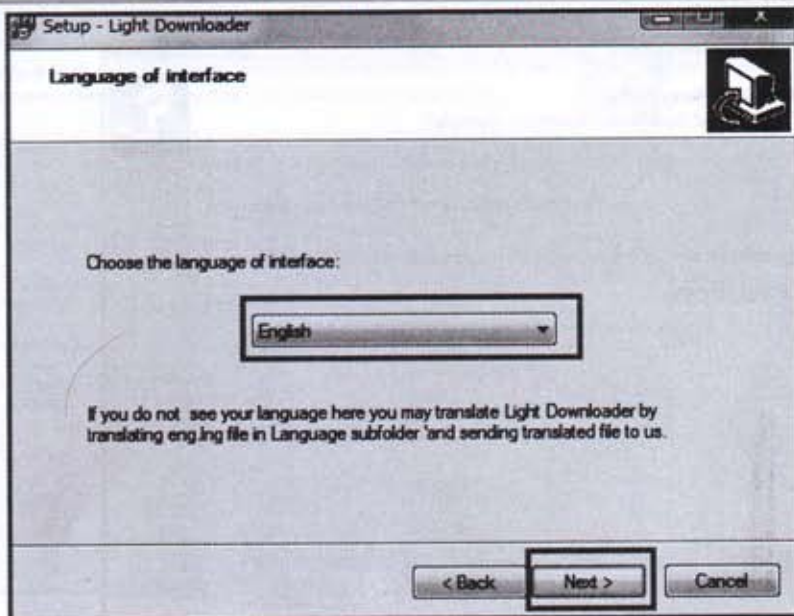 Setup - Light Downloader
Language of interface
Choose the language of interface:
English
If you do not see your language here you may translate Light Downloader by
translating eng.lng file in Language subfolder 'and sending translated file to us.
< Back
Next >
Cancel